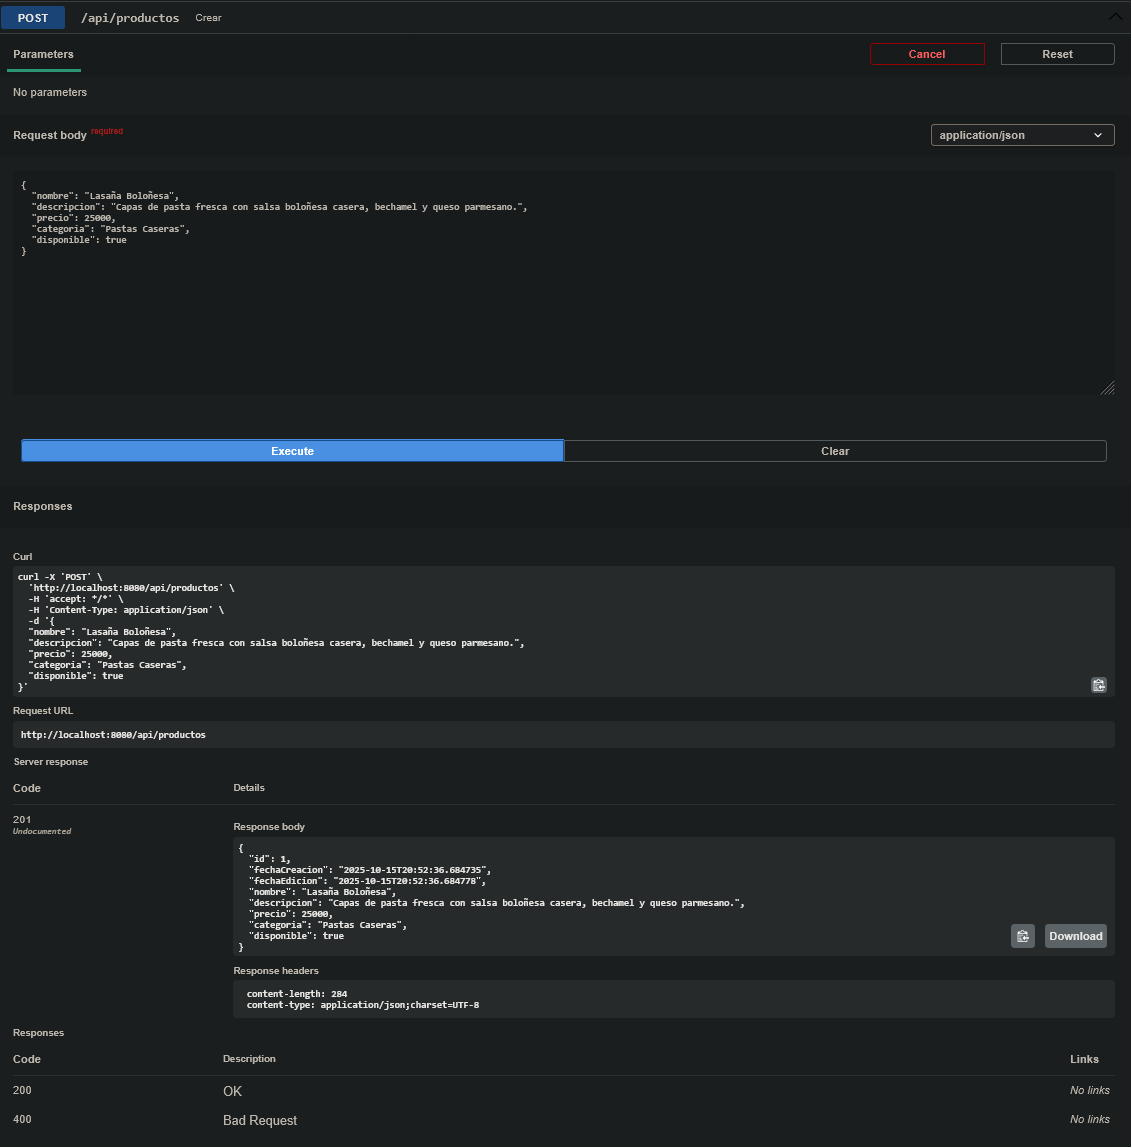 POST /api/productos Crear
Parameters Cancel Reset
No parameters
Request body required application/json
{
  "nombre": "Lasaña Boloñesa",
  "descripcion": "Capas de pasta fresca con salsa boloñesa casera, bechamel y queso parmesano.",
  "precio": 25000,
  "categoria": "Pastas Caseras",
  "disponible": true
}
Execute Clear
Responses
Curl
curl -X 'POST' \
  'http://localhost:8080/api/productos' \
  -H 'accept: */*' \
  -H 'Content-Type: application/json' \
  -d '{
  "nombre": "Lasaña Boloñesa",
  "descripcion": "Capas de pasta fresca con salsa boloñesa casera, bechamel y queso parmesano.",
  "precio": 25000,
  "categoria": "Pastas Caseras",
  "disponible": true
}'
Request URL
http://localhost:8080/api/productos
Server response
Code Details
201
Undocumented
Response body
{
  "id": 1,
  "fechaCreacion": "2025-10-15T20:52:36.684735",
  "fechaEdicion": "2025-10-15T20:52:36.684778",
  "nombre": "Lasaña Boloñesa",
  "descripcion": "Capas de pasta fresca con salsa boloñesa casera, bechamel y queso parmesano.",
  "precio": 25000,
  "categoria": "Pastas Caseras",
  "disponible": true
}
Download
Response headers
content-length: 284
content-type: application/json;charset=UTF-8
Responses
Code Description Links
200 OK No links
400 Bad Request No links